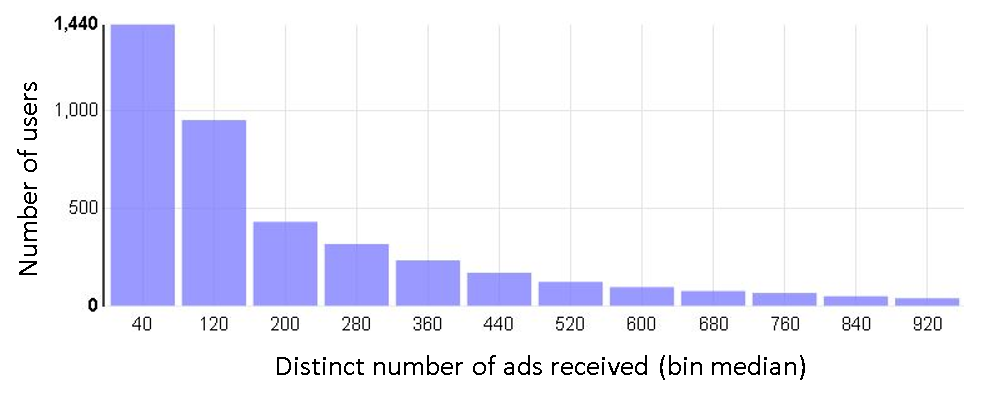 1,440
1,000
500
0
Number of users
40 120 200 280 360 440 520 600 680 760 840 920
Distinct number of ads received (bin median)